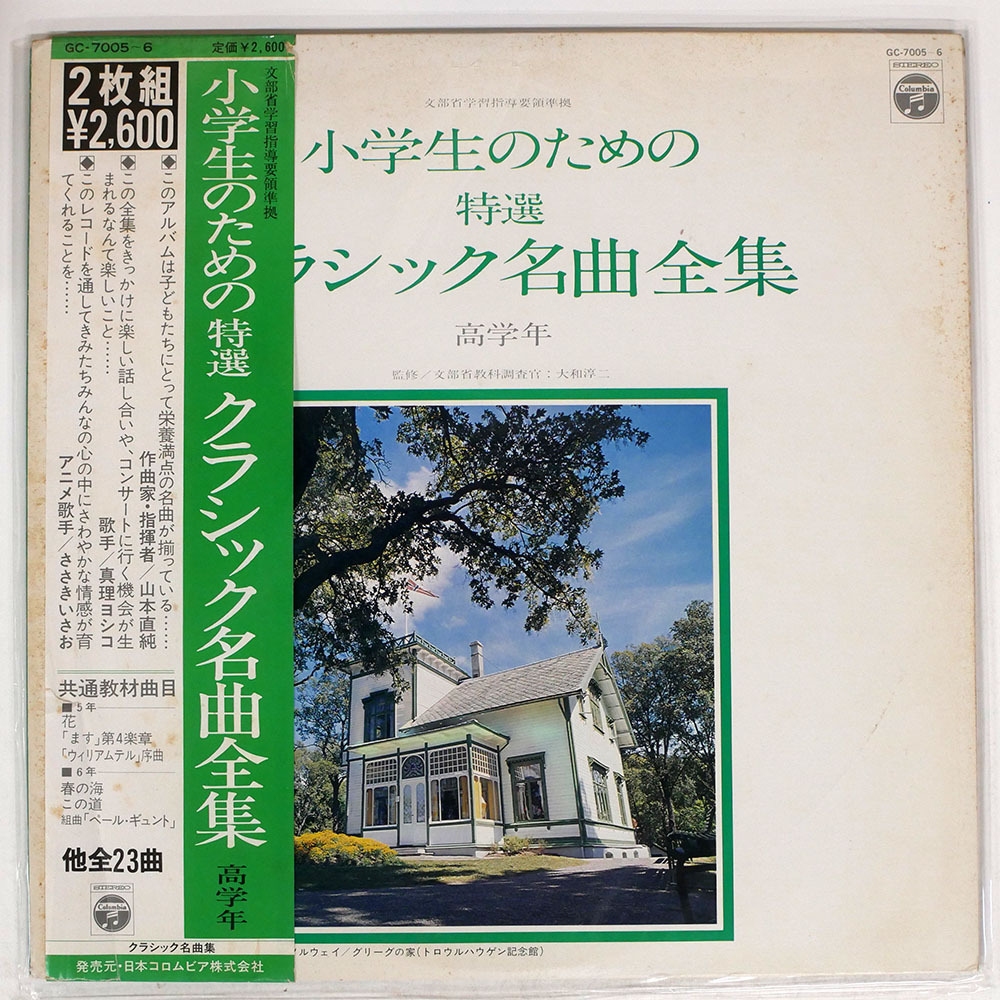 GC-7005~6
定価¥2,600
2枚組
¥2,600
文部省学習指導要領準拠
小学生のための特選クラシック名曲全集 高学年
◆このアルバムは子どもたちにとって栄養満点の名曲が揃っている……
作曲家・指揮者/山本直純
◆この全集をきっかけに楽しい話し合いや、コンサートに行く機会が生
まれるなんて楽しいこと……
歌手/真理ヨシコ
◆このレコードを通してきみたちみんなの心の中にさわやかな情感が育
てくれることを……
アニメ歌手/ささきいさお
共通教材曲目
■5年
花
「ます」第4楽章
「ウィリアムテル」序曲
■6年
春の海
この道
組曲「ペール・ギュント」
他全23曲
STEREO
Columbia
クラシック名曲集
発売元・日本コロムビア株式会社
GC-7005~6
STEREO
Columbia
文部省学習指導要領準拠
小学生のための
特選
ラシック名曲全集
高学年
監修/文部省教科調査官:大和淳二
ルウェイ/グリーグの家(トロウルハウゲン記念館)